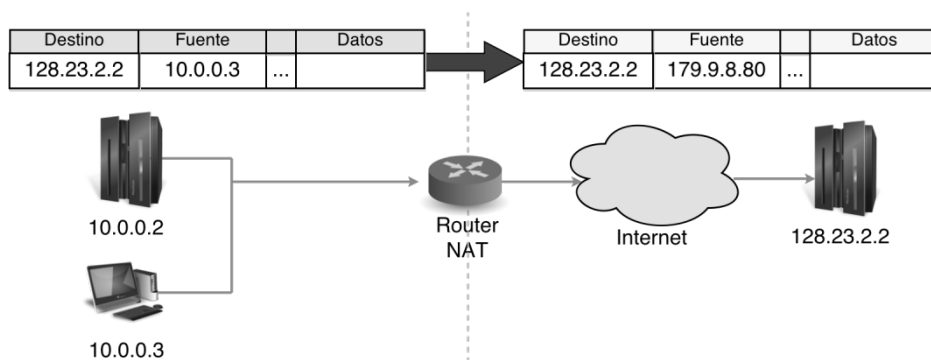 Destino Fuente Datos
128.23.2.2 10.0.0.3 ...
Destino Fuente Datos
128.23.2.2 179.9.8.80 ...
10.0.0.2
Router
NAT
Internet
128.23.2.2
10.0.0.3